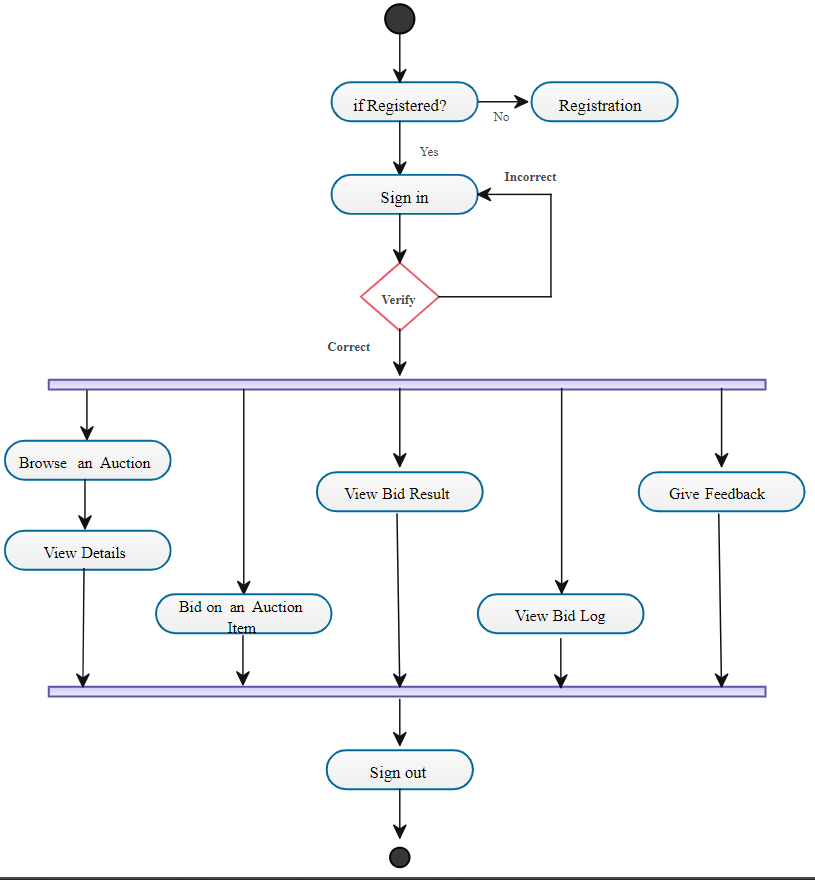 if Registered?
Registration
No
Yes
Incorrect
Sign in
Verify
Correct
Browse an Auction
View Bid Result
Give Feedback
View Details
Bid on an Auction
Item
View Bid Log
Sign out